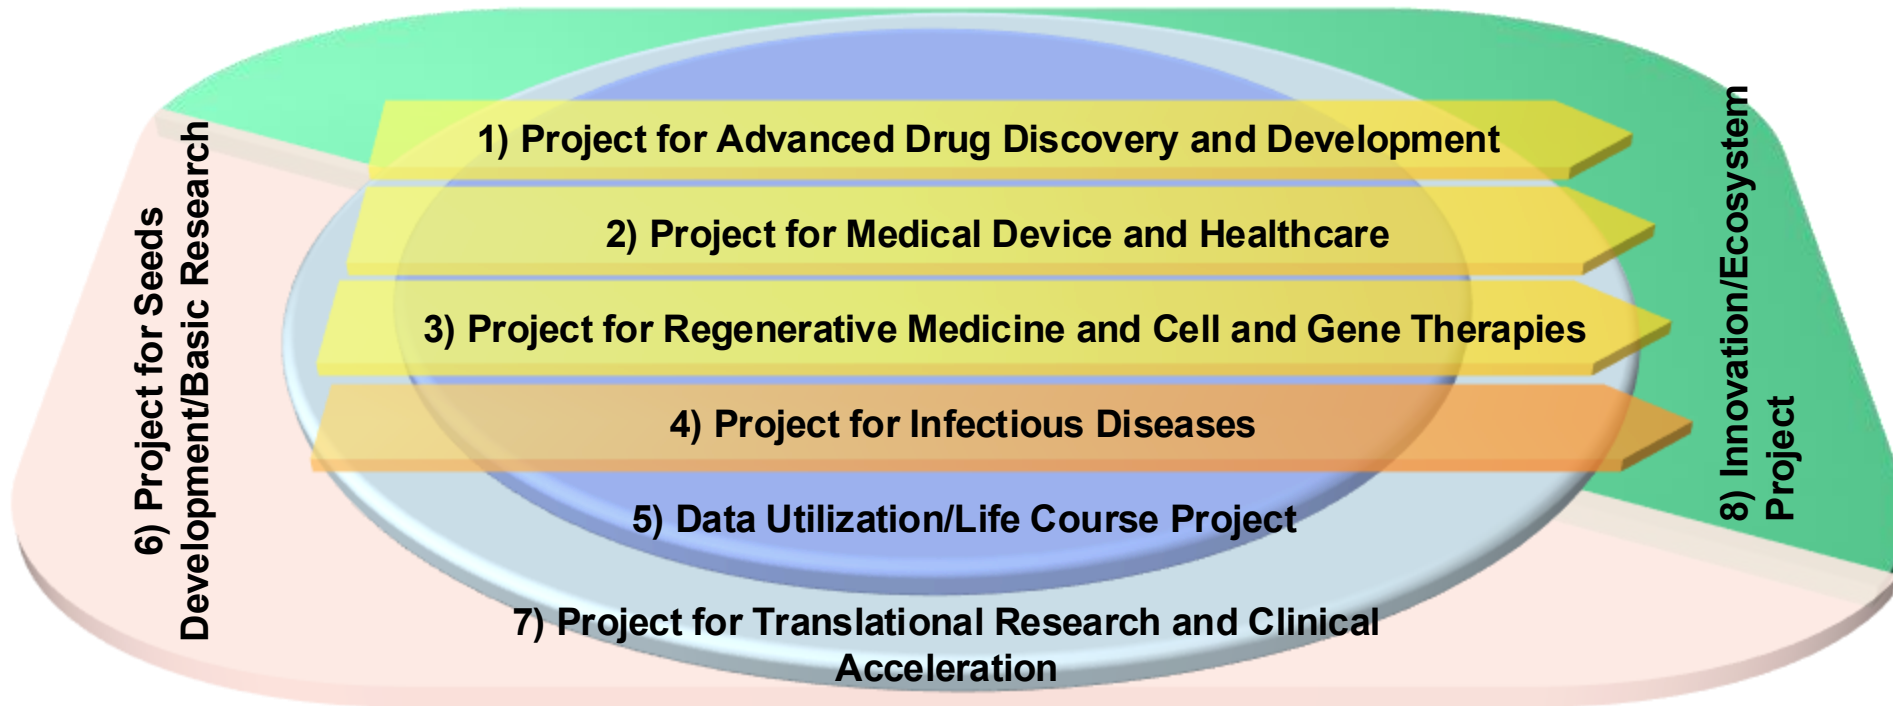 1) Project for Advanced Drug Discovery and Development
2) Project for Medical Device and Healthcare
3) Project for Regenerative Medicine and Cell and Gene Therapies
4) Project for Infectious Diseases
5) Data Utilization/Life Course Project
6) Project for Seeds
Development/Basic Research
7) Project for Translational Research and Clinical
Acceleration
8) Innovation/Ecosystem
Project